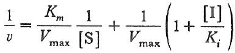 1/v = K_m/V_max 1/[S] + 1/V_max (1 + [I]/K_i)